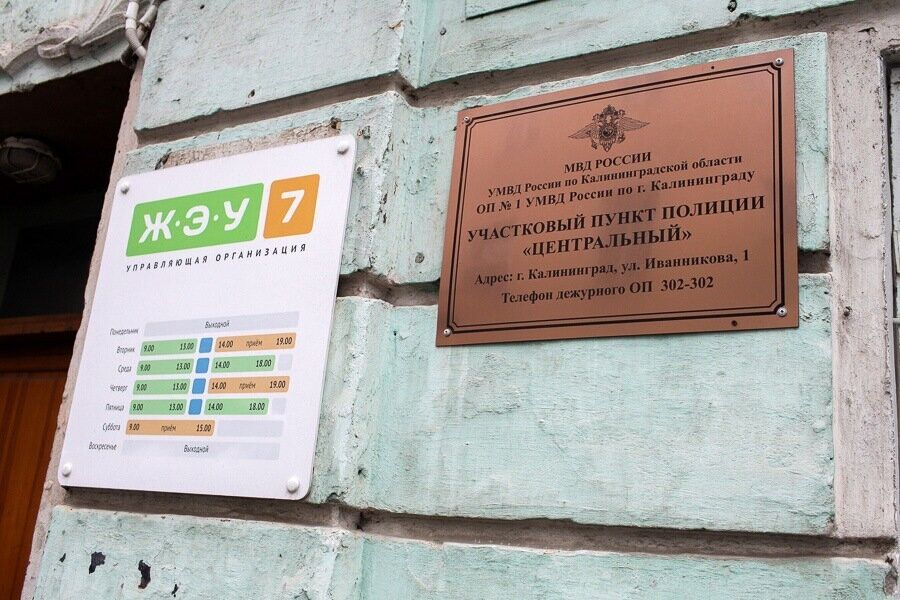 Ж·Э·У 7
УПРАВЛЯЮЩАЯ ОРГАНИЗАЦИЯ
Понедельник Выходной
Вторник 9.00 13.00 14.00 приём 19.00
Среда 9.00 13.00 14.00 18.00
Четверг 9.00 13.00 14.00 приём 19.00
Пятница 9.00 13.00 14.00 18.00
Суббота 9.00 приём 15.00
Воскресенье Выходной
МВД РОССИИ
УМВД России по Калининградской области
ОП № 1 УМВД России по г. Калининграду
УЧАСТКОВЫЙ ПУНКТ ПОЛИЦИИ
«ЦЕНТРАЛЬНЫЙ»
Адрес: г. Калининград, ул. Иванникова, 1
Телефон дежурного ОП 302-302